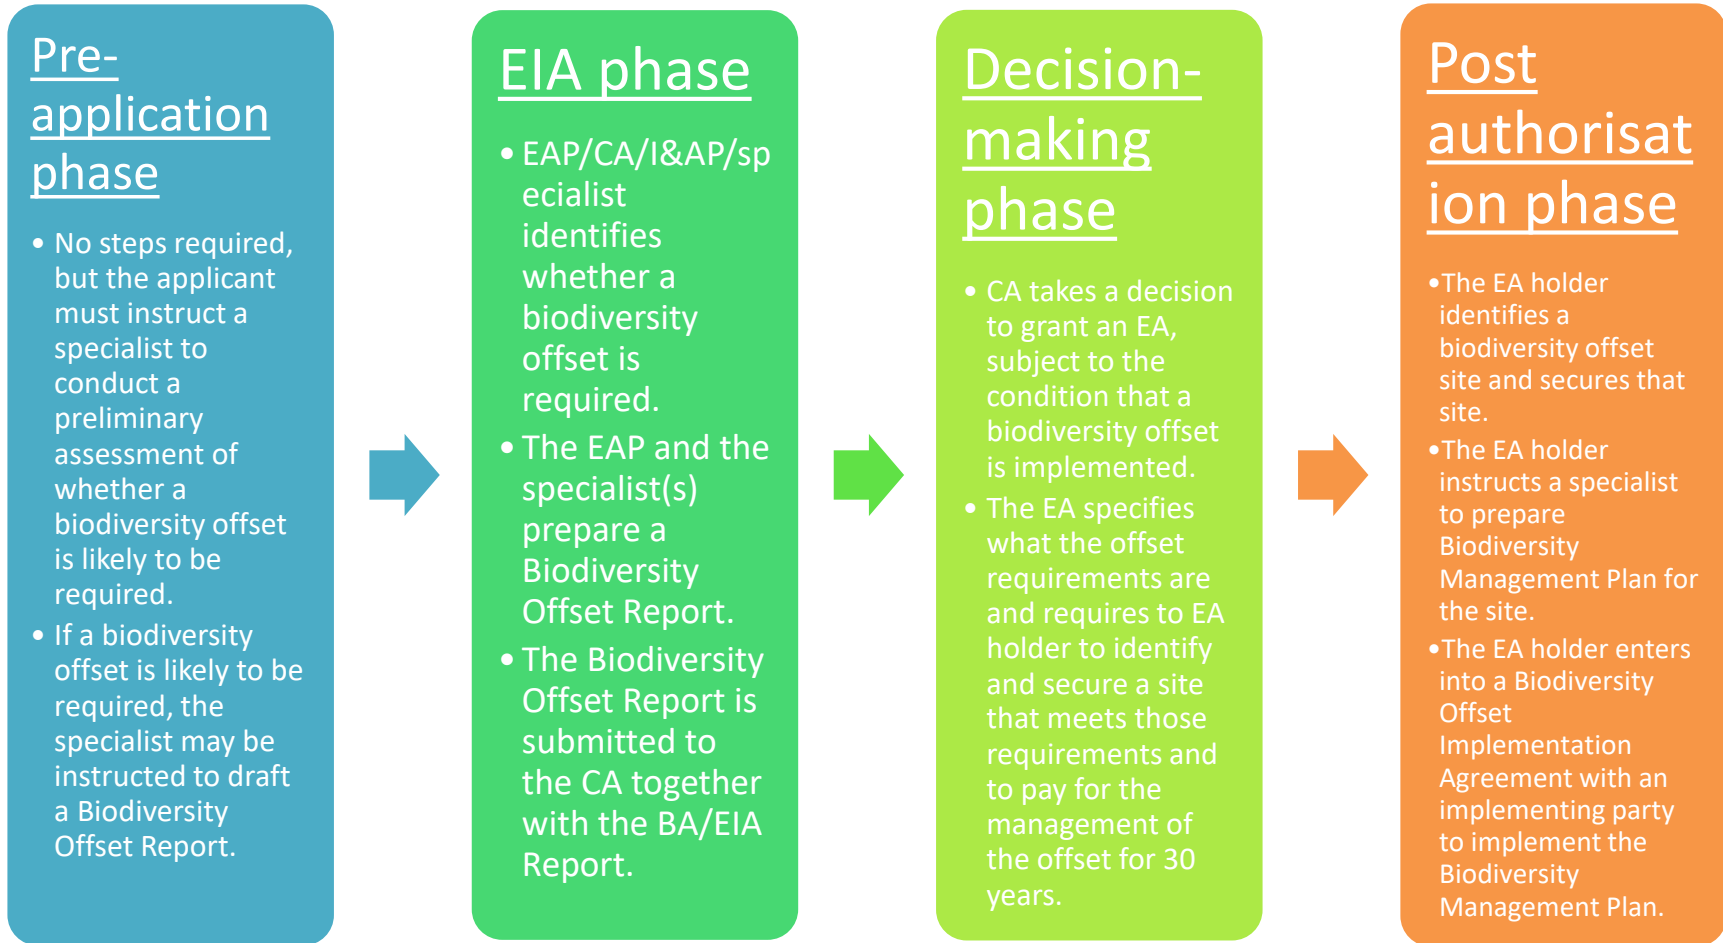 Pre-
application
phase
• No steps required,
but the applicant
must instruct a
specialist to
conduct a
preliminary
assessment of
whether a
biodiversity offset
is likely to be
required.
• If a biodiversity
offset is likely to be
required, the
specialist may be
instructed to draft
a Biodiversity
Offset Report.
EIA phase
• EAP/CA/I&AP/sp
ecialist
identifies
whether a
biodiversity
offset is
required.
• The EAP and the
specialist(s)
prepare a
Biodiversity
Offset Report.
• The Biodiversity
Offset Report is
submitted to
the CA together
with the BA/EIA
Report.
Decision-
making
phase
• CA takes a decision
to grant an EA,
subject to the
condition that a
biodiversity offset
is implemented.
• The EA specifies
what the offset
requirements are
and requires to EA
holder to identify
and secure a site
that meets those
requirements and
to pay for the
management of
the offset for 30
years.
Post
authorisat
ion phase
•The EA holder
identifies a
biodiversity offset
site and secures that
site.
•The EA holder
instructs a specialist
to prepare
Biodiversity
Management Plan for
the site.
•The EA holder enters
into a Biodiversity
Offset
Implementation
Agreement with an
implementing party
to implement the
Biodiversity
Management Plan.